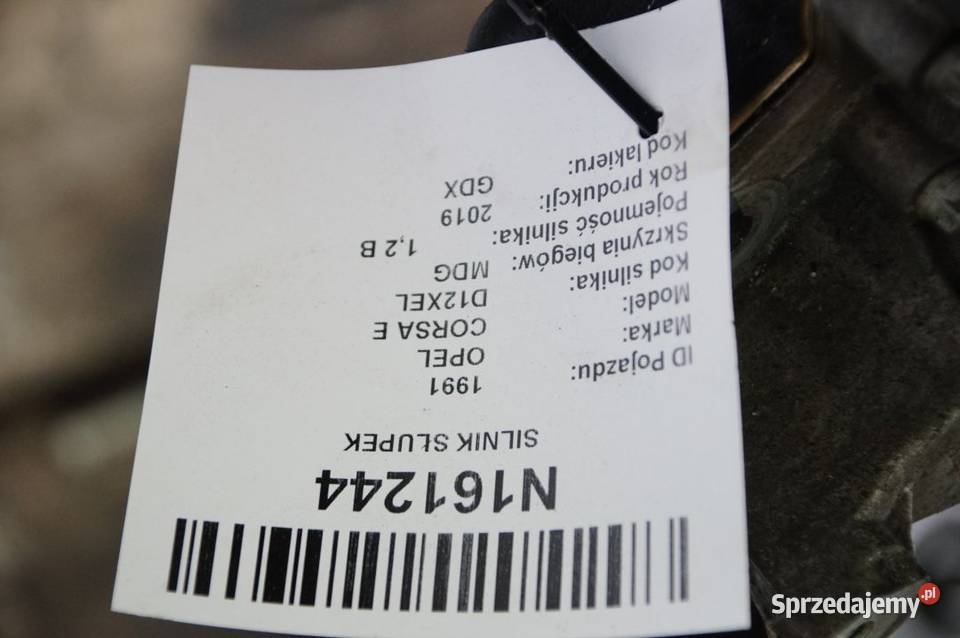 N161244
SILNIK SŁUPEK
ID Pojazdu: 1991
Marka: OPEL
Model: CORSA E
Kod silnika: D12XEL
Skrzynia biegów: MDG
Pojemność silnika: 1,2 B
Rok produkcji: 2019
Kod lakieru: GDX
Sprzedajemy.pl